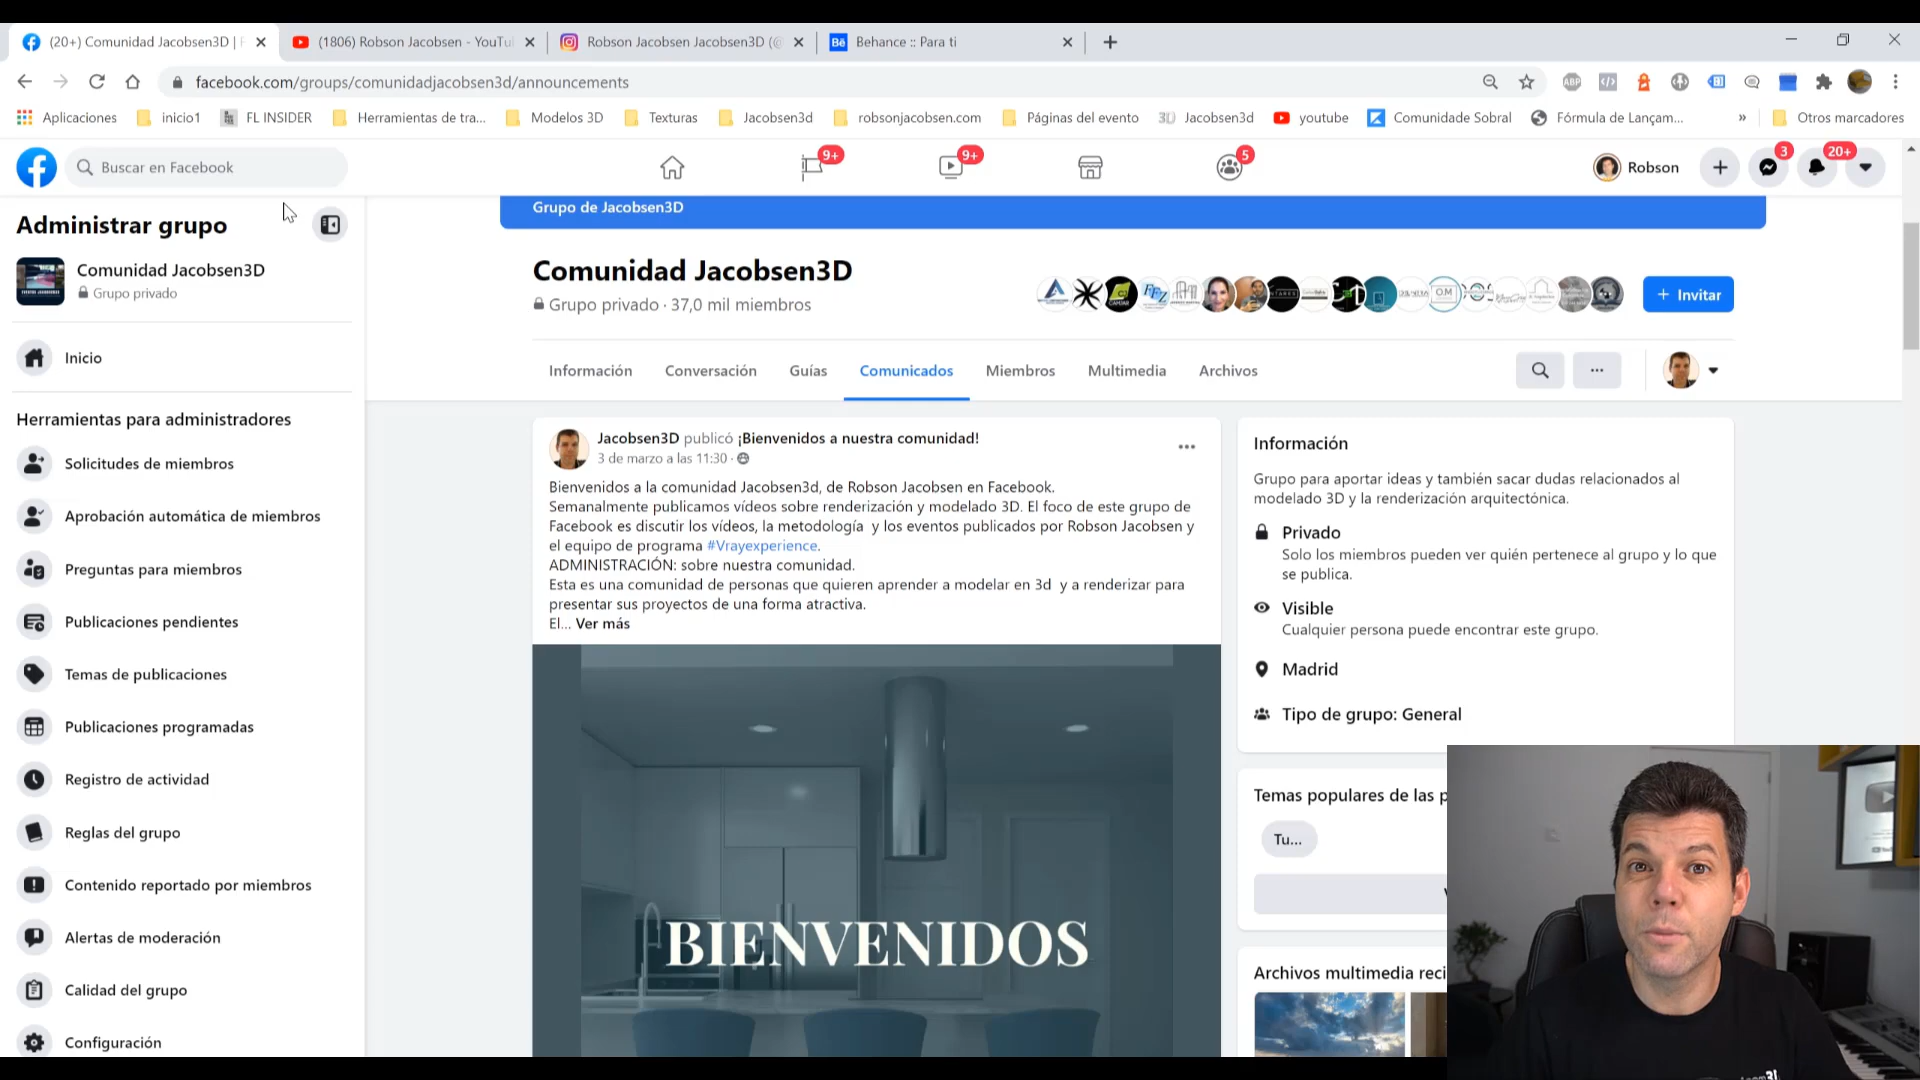 (20+) Comunidad Jacobsen3D |
(1806) Robson Jacobsen - YouTu
Robson Jacobsen Jacobsen3D (@
Behance :: Para ti
facebook.com/groups/comunidadjacobsen3d/announcements
Aplicaciones
inicio1
FL INSIDER
Herramientas de tra...
Modelos 3D
Texturas
Jacobsen3d
robsonjacobsen.com
Páginas del evento
Jacobsen3d
youtube
Comunidade Sobral
Fórmula de Lançam...
»
Otros marcadores
Buscar en Facebook
9+
9+
5
Robson
3
20+
Administrar grupo
Comunidad Jacobsen3D
Grupo privado
Inicio
Herramientas para administradores
Solicitudes de miembros
Aprobación automática de miembros
Preguntas para miembros
Publicaciones pendientes
Temas de publicaciones
Publicaciones programadas
Registro de actividad
Reglas del grupo
Contenido reportado por miembros
Alertas de moderación
Calidad del grupo
Configuración
Grupo de Jacobsen3D
Comunidad Jacobsen3D
Grupo privado · 37,0 mil miembros
+ Invitar
Información
Conversación
Guías
Comunicados
Miembros
Multimedia
Archivos
Jacobsen3D publicó ¡Bienvenidos a nuestra comunidad!
3 de marzo a las 11:30 ·
Bienvenidos a la comunidad Jacobsen3d, de Robson Jacobsen en Facebook.
Semanalmente publicamos vídeos sobre renderización y modelado 3D. El foco de este grupo de
Facebook es discutir los vídeos, la metodología y los eventos publicados por Robson Jacobsen y
el equipo de programa #Vrayexperience.
ADMINISTRACIÓN: sobre nuestra comunidad.
Esta es una comunidad de personas que quieren aprender a modelar en 3d y a renderizar para
presentar sus proyectos de una forma atractiva.
El... Ver más
BIENVENIDOS
Información
Grupo para aportar ideas y también sacar dudas relacionados al
modelado 3D y la renderización arquitectónica.
Privado
Solo los miembros pueden ver quién pertenece al grupo y lo que
se publica.
Visible
Cualquier persona puede encontrar este grupo.
Madrid
Tipo de grupo: General
Temas populares de las p
Tu...
Archivos multimedia reci